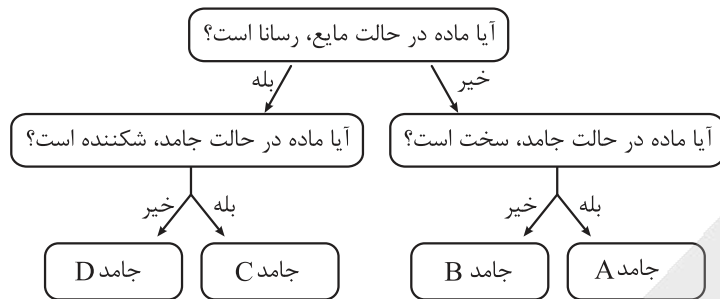 آیا ماده در حالت مایع، رسانا است؟
خیر
بله
آیا ماده در حالت جامد، سخت است؟
آیا ماده در حالت جامد، شکننده است؟
بله
خیر
بله
خیر
جامد A
جامد B
جامد C
جامد D